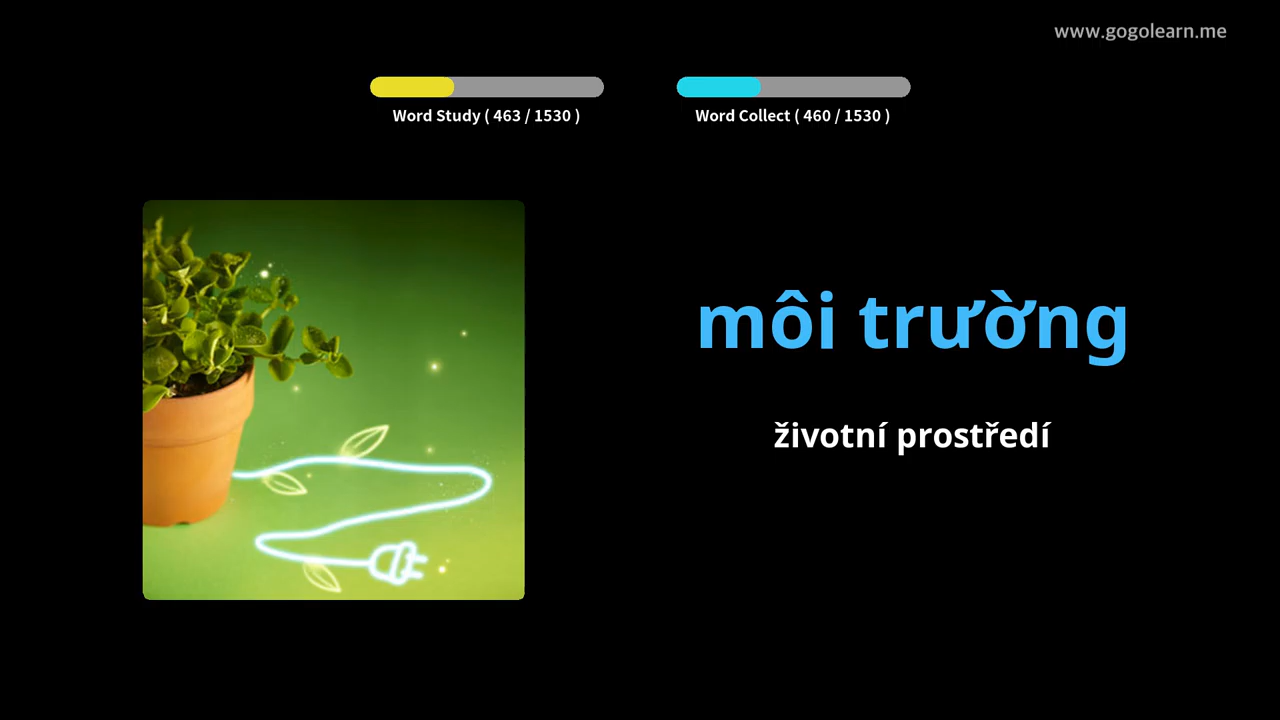 www.gogolearn.me
Word Study ( 463 / 1530 )
Word Collect ( 460 / 1530 )
môi trường
životní prostředí